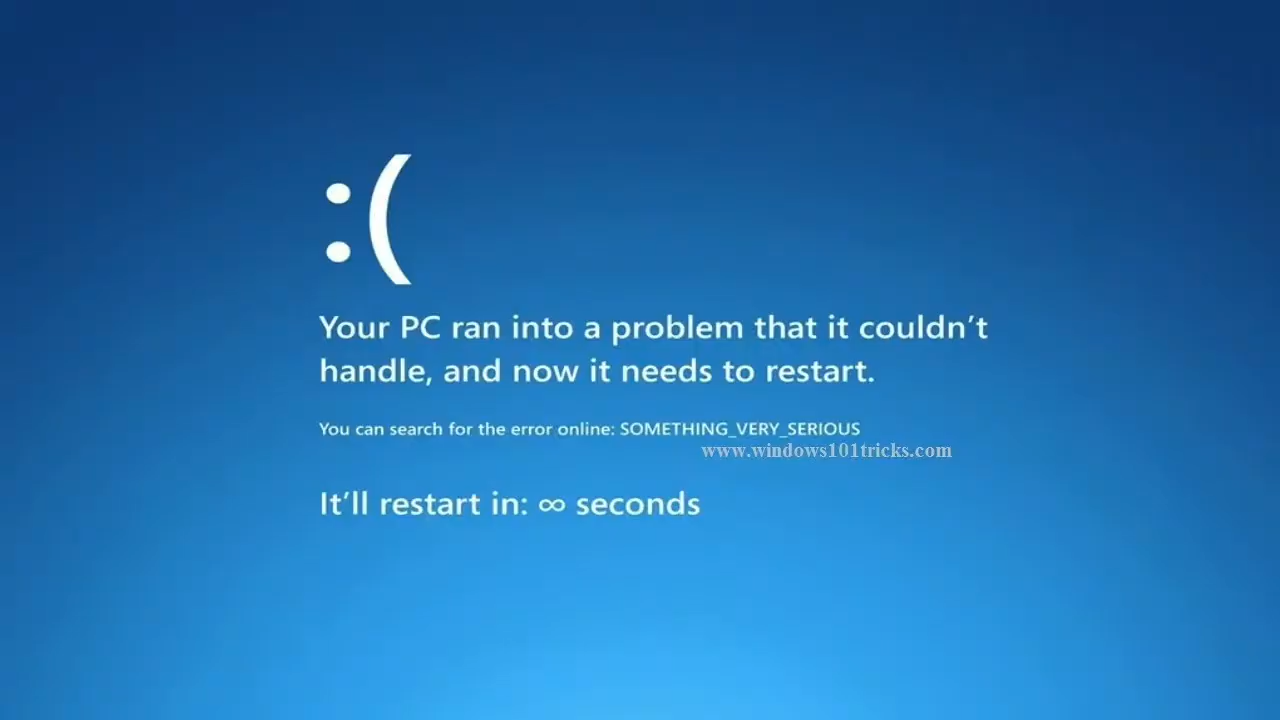 :(
Your PC ran into a problem that it couldn’t
handle, and now it needs to restart.
You can search for the error online: SOMETHING_VERY_SERIOUS
www.windows101tricks.com
It’ll restart in: ∞ seconds